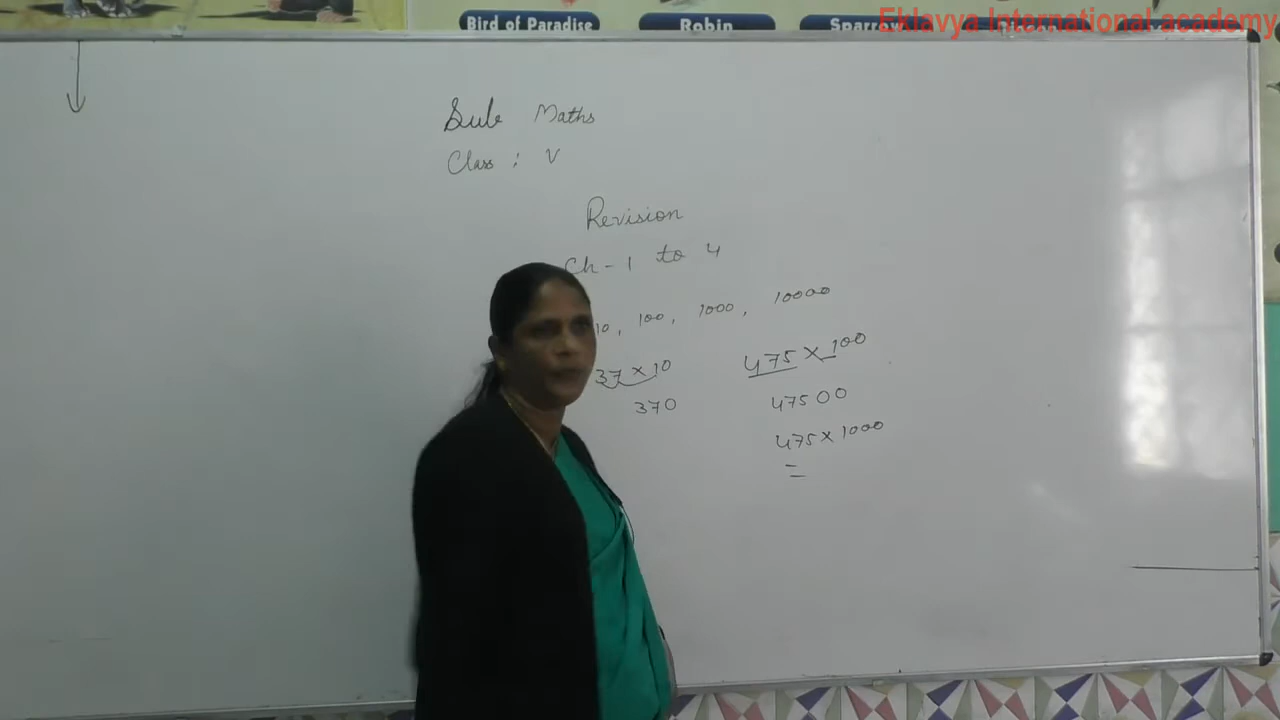 Bird of Paradise
Robin
Eklavya International academy
Sub Maths
Class : V
Revision
Ch - 1 to 4
10, 100, 1000, 10000
37 × 10
370
475 × 100
47500
475 × 1000
=